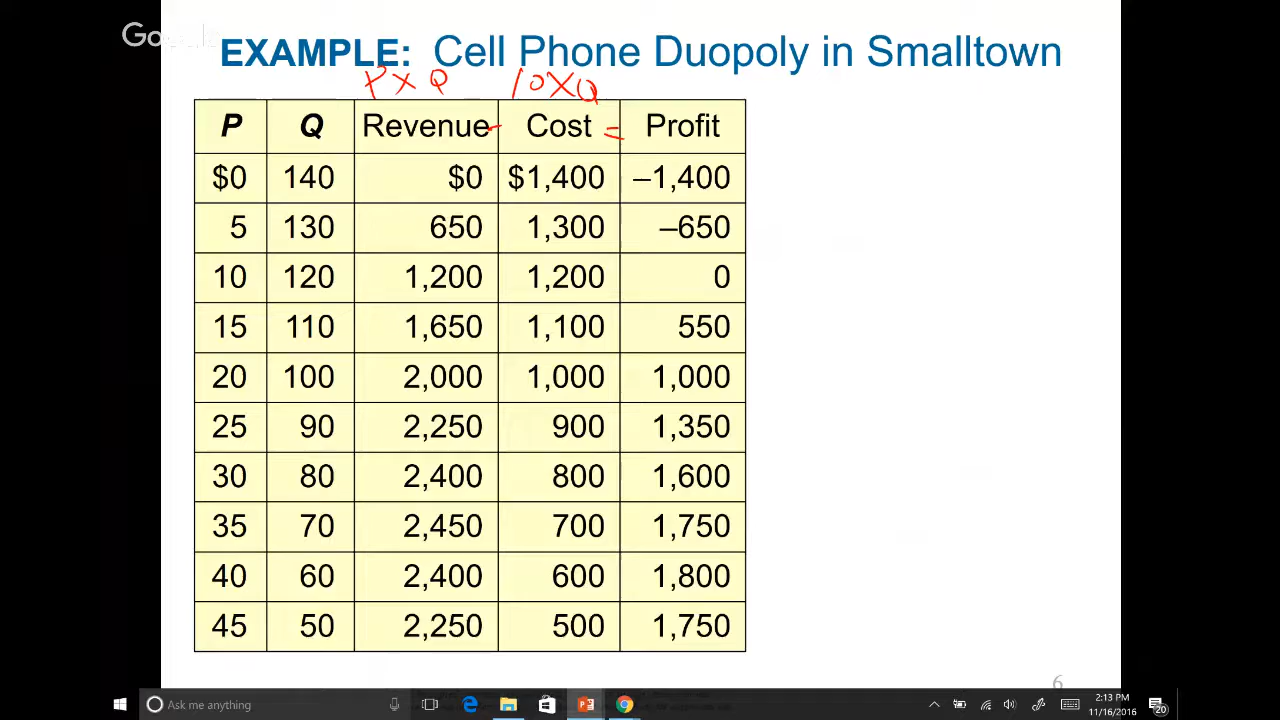 EXAMPLE: Cell Phone Duopoly in Smalltown
P X Q 10XQ
P Q Revenue - Cost = Profit
$0 140 $0 $1,400 –1,400
5 130 650 1,300 –650
10 120 1,200 1,200 0
15 110 1,650 1,100 550
20 100 2,000 1,000 1,000
25 90 2,250 900 1,350
30 80 2,400 800 1,600
35 70 2,450 700 1,750
40 60 2,400 600 1,800
45 50 2,250 500 1,750
6
Ask me anything
2:13 PM
11/16/2016
20